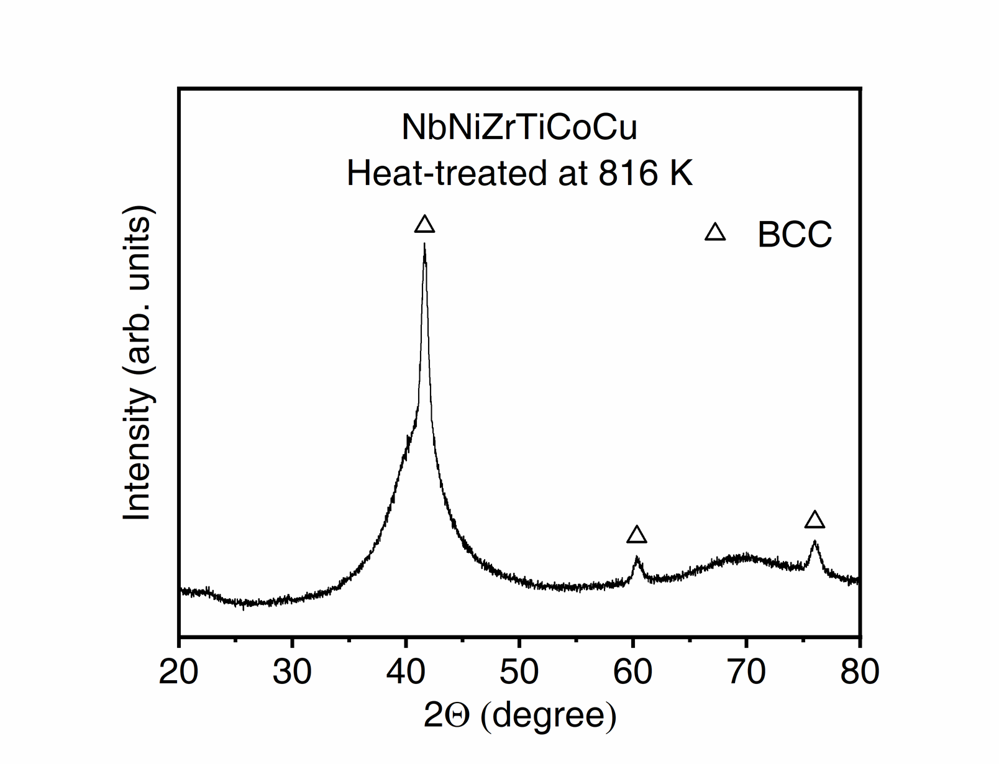 NbNiZrTiCoCu
Heat-treated at 816 K
BCC
Intensity (arb. units)
20 30 40 50 60 70 80
2Θ (degree)